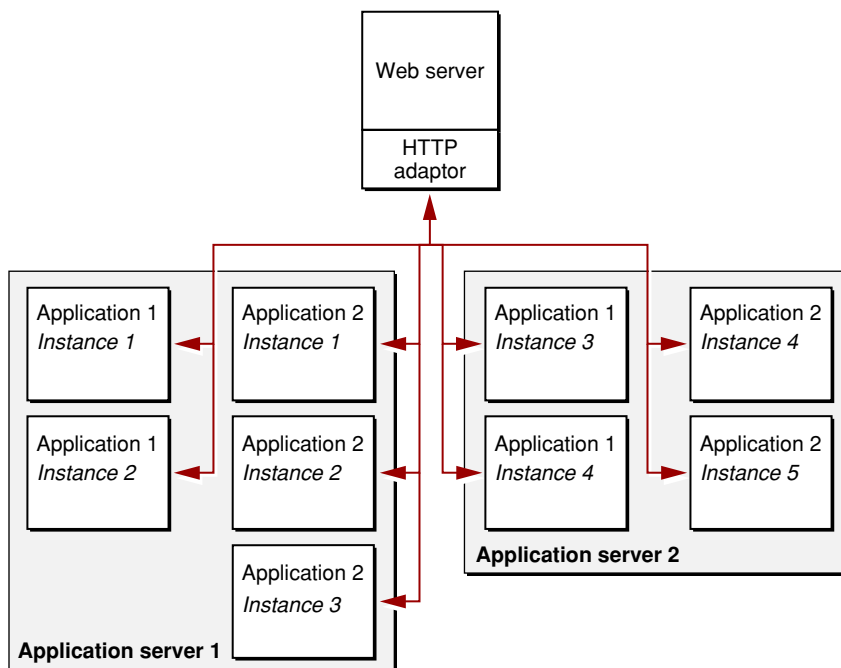 Web server
HTTP
adaptor
Application 1
Instance 1
Application 2
Instance 1
Application 1
Instance 2
Application 2
Instance 2
Application 2
Instance 3
Application server 1
Application 1
Instance 3
Application 2
Instance 4
Application 1
Instance 4
Application 2
Instance 5
Application server 2